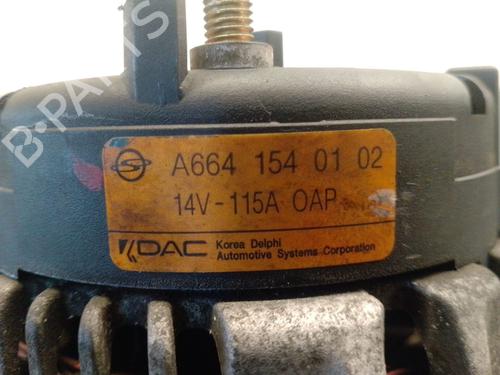 B-PARTS
A664 154 01 02
14V-115A OAP
KDAC Korea Delphi
Automotive Systems Corporation